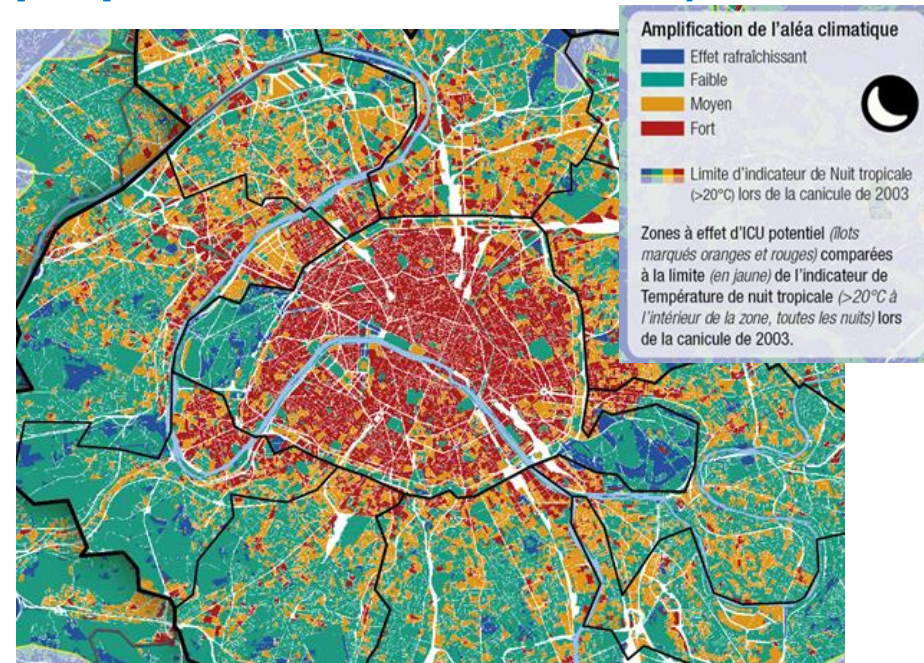 Amplification de l'aléa climatique
Effet rafraîchissant
Faible
Moyen
Fort
Limite d'indicateur de Nuit tropicale
(>20°C) lors de la canicule de 2003
Zones à effet d'ICU potentiel (îlots
marqués oranges et rouges) comparées
à la limite (en jaune) de l'indicateur de
Température de nuit tropicale (>20°C à
l'intérieur de la zone, toutes les nuits) lors
de la canicule de 2003.